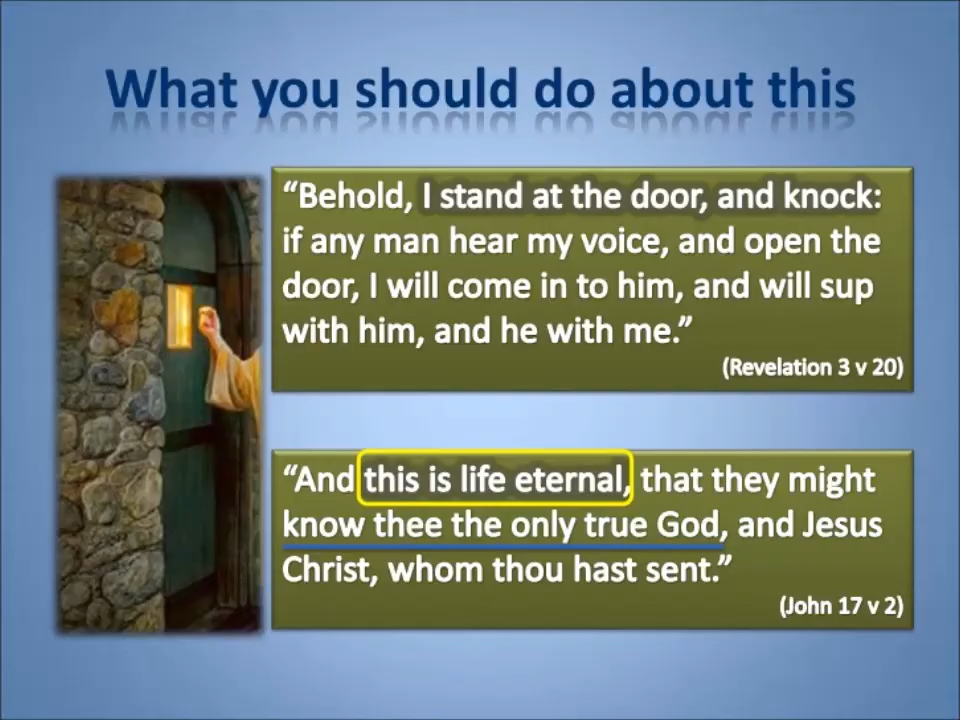 What you should do about this
“Behold, I stand at the door, and knock:
if any man hear my voice, and open the
door, I will come in to him, and will sup
with him, and he with me.”
(Revelation 3 v 20)
“And this is life eternal, that they might
know thee the only true God, and Jesus
Christ, whom thou hast sent.”
(John 17 v 2)